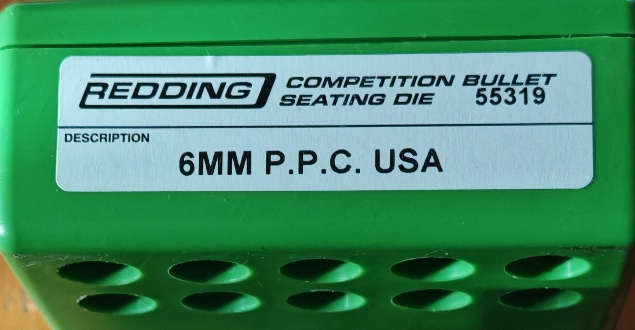 REDDING COMPETITION BULLET
SEATING DIE 55319
DESCRIPTION
6MM P.P.C. USA